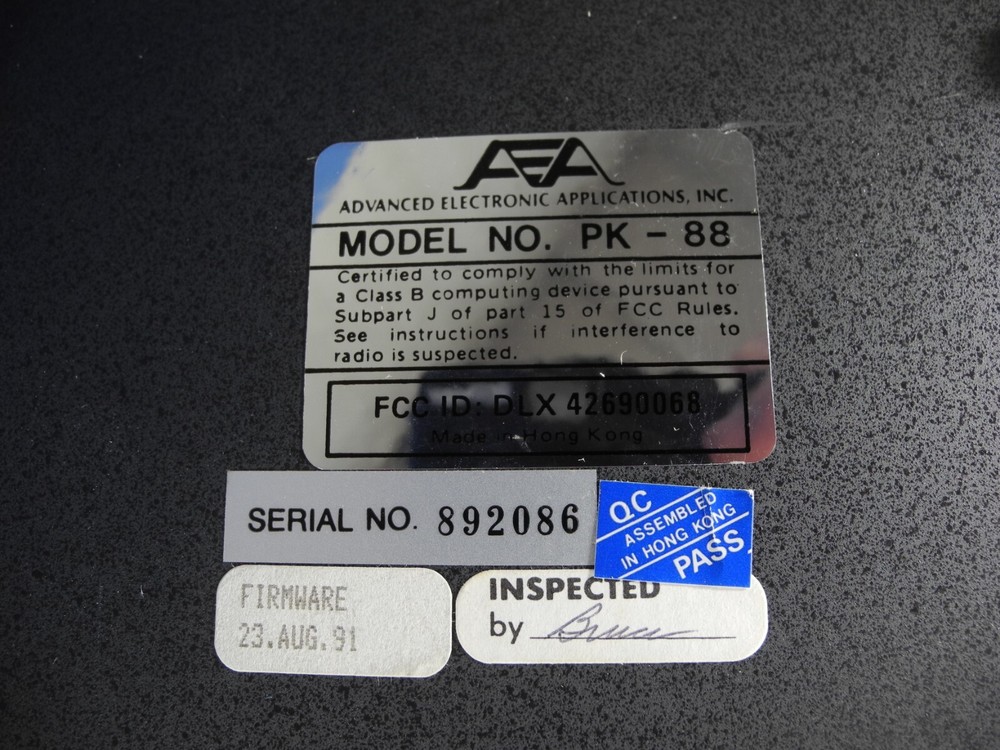 AEA
ADVANCED ELECTRONIC APPLICATIONS, INC.
MODEL NO. PK - 88
Certified to comply with the limits for
a Class B computing device pursuant to
Subpart J of part 15 of FCC Rules.
See instructions if interference to
radio is suspected.
FCC ID: DLX 42690068
Made in Hong Kong
SERIAL NO. 892086
QC
ASSEMBLED
IN HONG KONG
PASS
FIRMWARE
23.AUG.91
INSPECTED
by Bruce